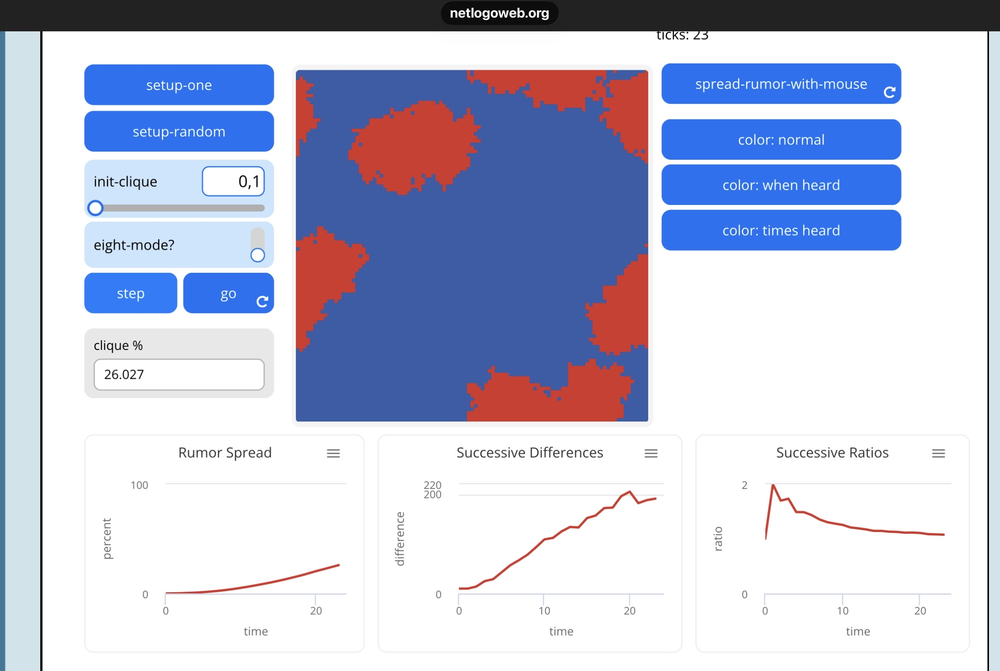 netlogoweb.org
ticks: 23
setup-one
setup-random
init-clique 0,1
eight-mode?
step go
clique %
26.027
spread-rumor-with-mouse
color: normal
color: when heard
color: times heard
Rumor Spread
100
percent
0
0 20
time
Successive Differences
220
200
difference
0
0 10 20
time
Successive Ratios
2
ratio
0
0 10 20
time